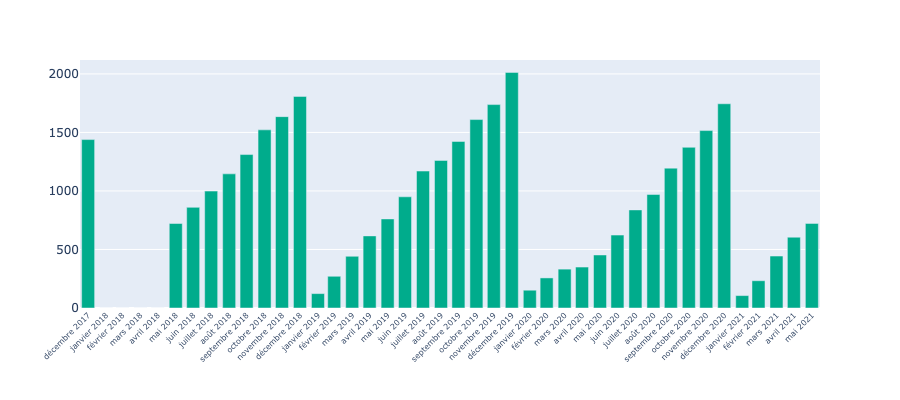 2000
1500
1000
500
0
décembre 2017
janvier 2018
février 2018
mars 2018
avril 2018
mai 2018
juin 2018
juillet 2018
août 2018
septembre 2018
octobre 2018
novembre 2018
décembre 2018
janvier 2019
février 2019
mars 2019
avril 2019
mai 2019
juin 2019
juillet 2019
août 2019
septembre 2019
octobre 2019
novembre 2019
décembre 2019
janvier 2020
février 2020
mars 2020
avril 2020
mai 2020
juin 2020
juillet 2020
août 2020
septembre 2020
octobre 2020
novembre 2020
décembre 2020
janvier 2021
février 2021
mars 2021
avril 2021
mai 2021